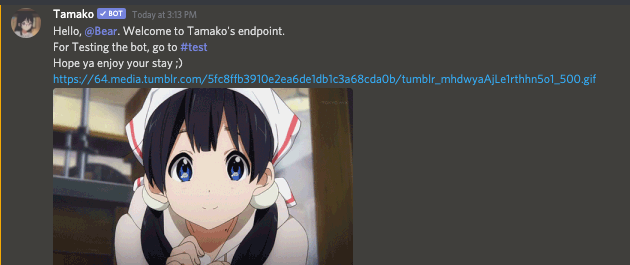 Tamako ✓ BOT Today at 3:13 PM
Hello, @Bear. Welcome to Tamako's endpoint.
For Testing the bot, go to #test
Hope ya enjoy your stay ;)
https://64.media.tumblr.com/5fc8ffb3910e2ea6de1db1c3a68cda0b/tumblr_mhdwyaAjLe1rthhn5o1_500.gif